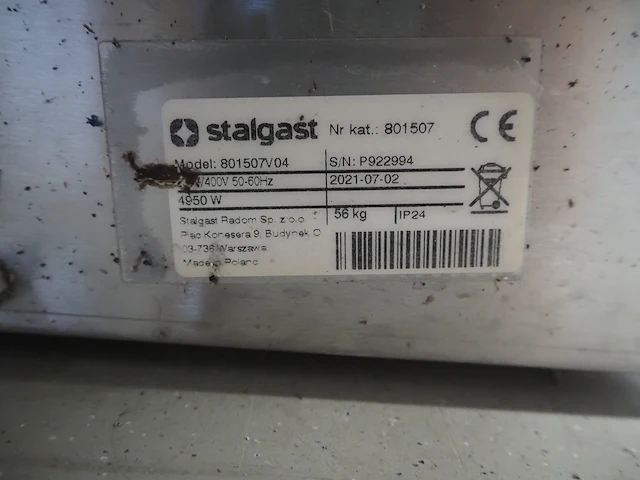 stalgast Nr kat.: 801507
Model: 801507V04 S/N: P922994
/400V 50-60Hz 2021-07-02
4950 W
56 kg IP24
Stalgast Radom Sp. z o.o.
Plac Konesera 9, Budynek O
03-736 Warszawa
Made in Poland